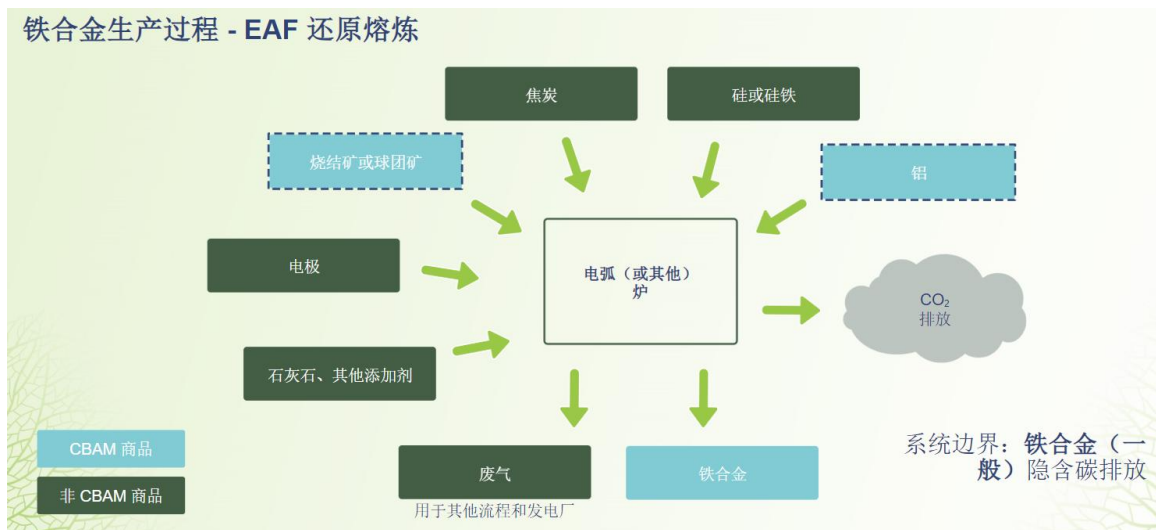 铁合金生产过程 - EAF 还原熔炼
焦炭
硅或硅铁
烧结矿或球团矿
铝
电极
电弧（或其他）
炉
CO₂
排放
石灰石、其他添加剂
CBAM 商品
非 CBAM 商品
废气
用于其他流程和发电厂
铁合金
系统边界：铁合金（一
般）隐含碳排放